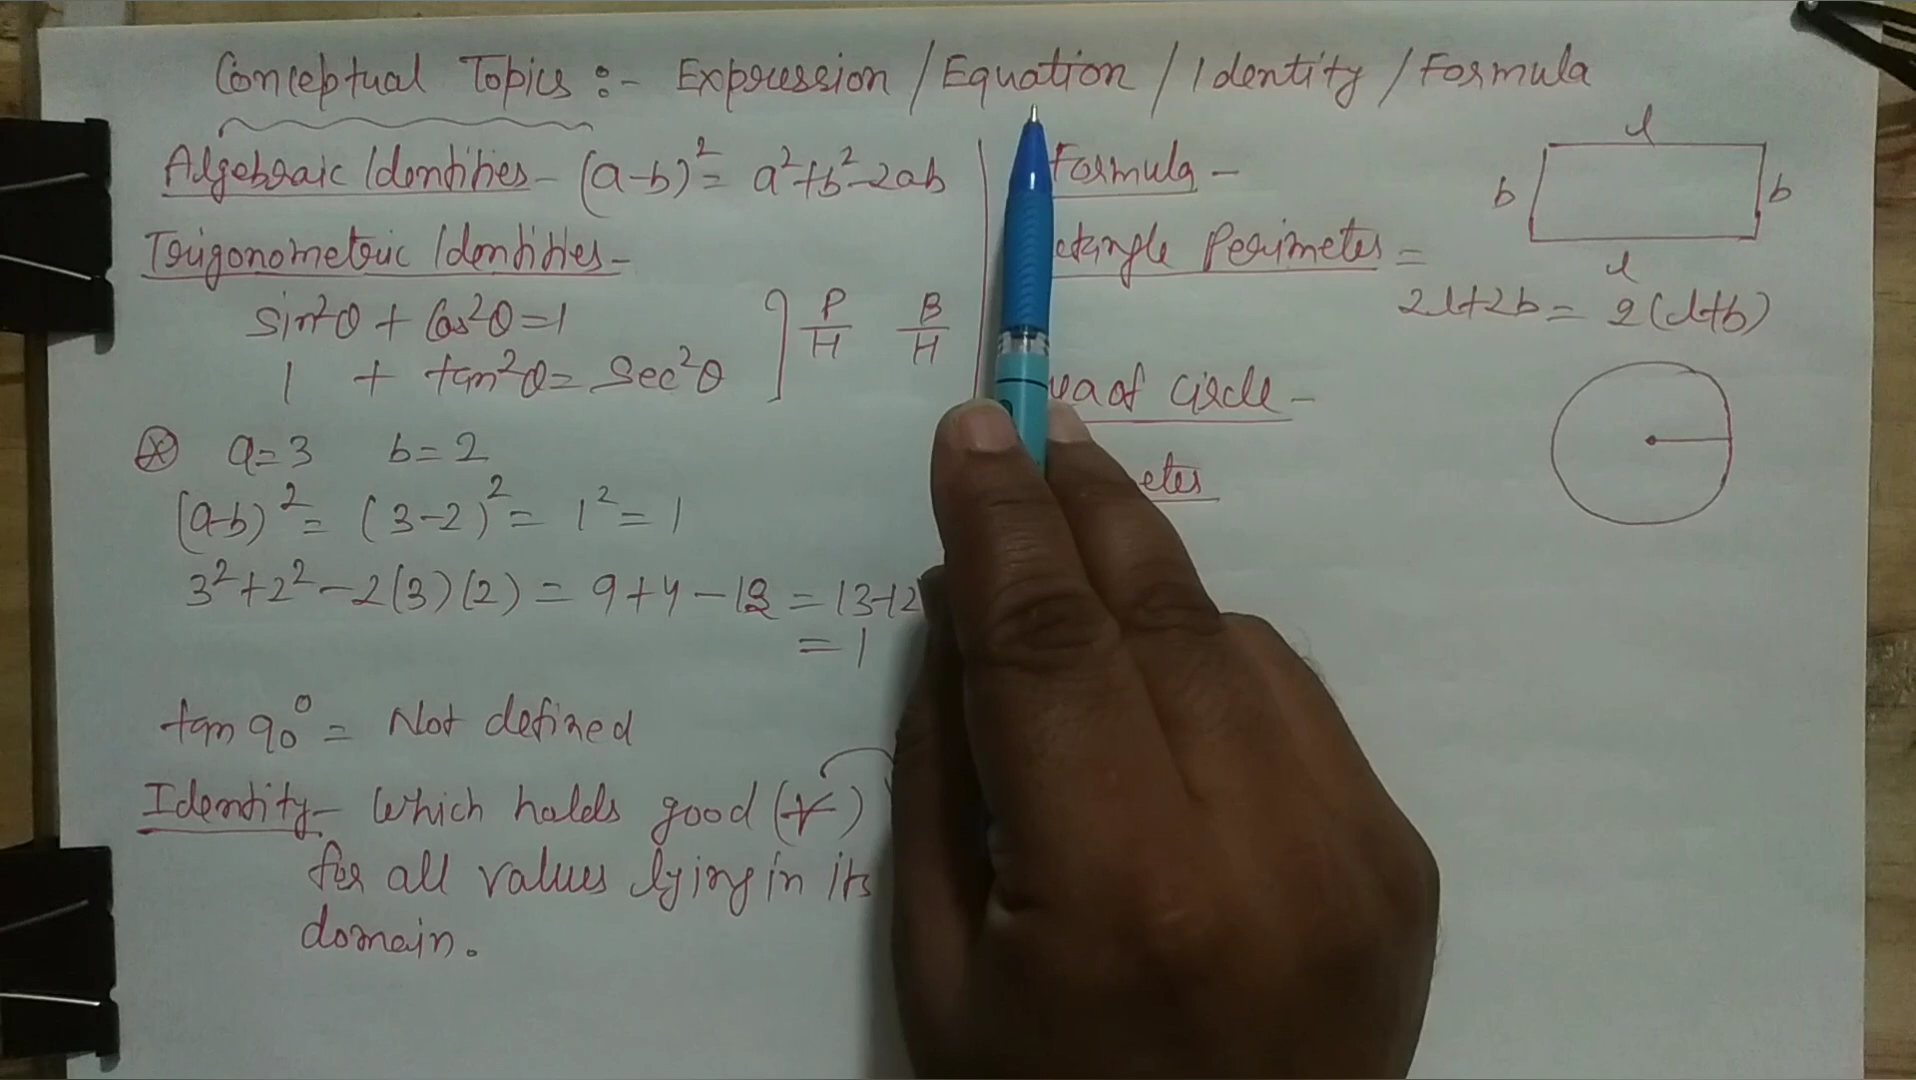 Conceptual Topics :- Expression / Equation / Identity / Formula
Algebraic Identities - (a-b)² = a²+b²-2ab
Trigonometric Identities -
sin²θ + Cos²θ = 1
1 + tan²θ = Sec²θ
P/H B/H
a=3 b=2
(a-b)² = (3-2)² = 1² = 1
3²+2²-2(3)(2) = 9+4-12 = 13-12
= 1
tan 90° = Not defined
Identity - Which holds good
for all values lying in its
domain.
Formula -
Perimeter =
2l+2b = 2(l+b)
of Circle -
l
b b
l